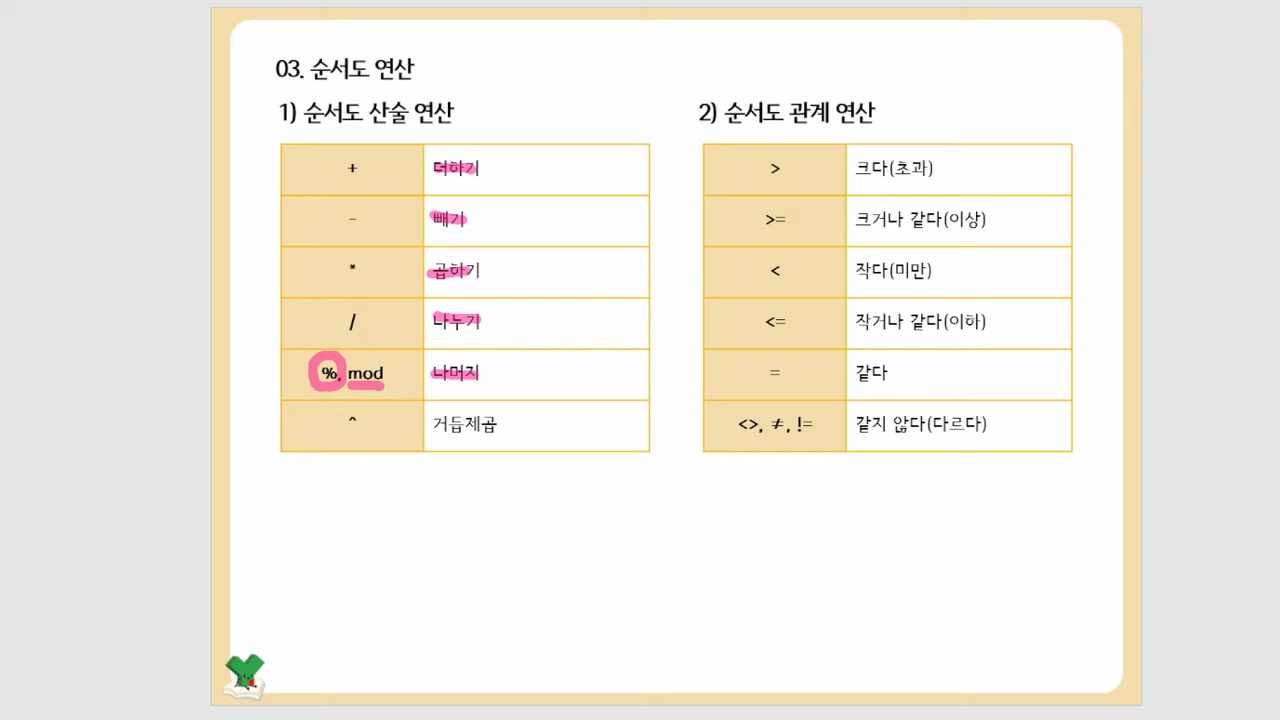 03. 순서도 연산
1) 순서도 산술 연산
+ 더하기
- 빼기
* 곱하기
/ 나누기
%, mod 나머지
^ 거듭제곱
2) 순서도 관계 연산
> 크다(초과)
>= 크거나 같다(이상)
< 작다(미만)
<= 작거나 같다(이하)
= 같다
<>, ≠, != 같지 않다(다르다)